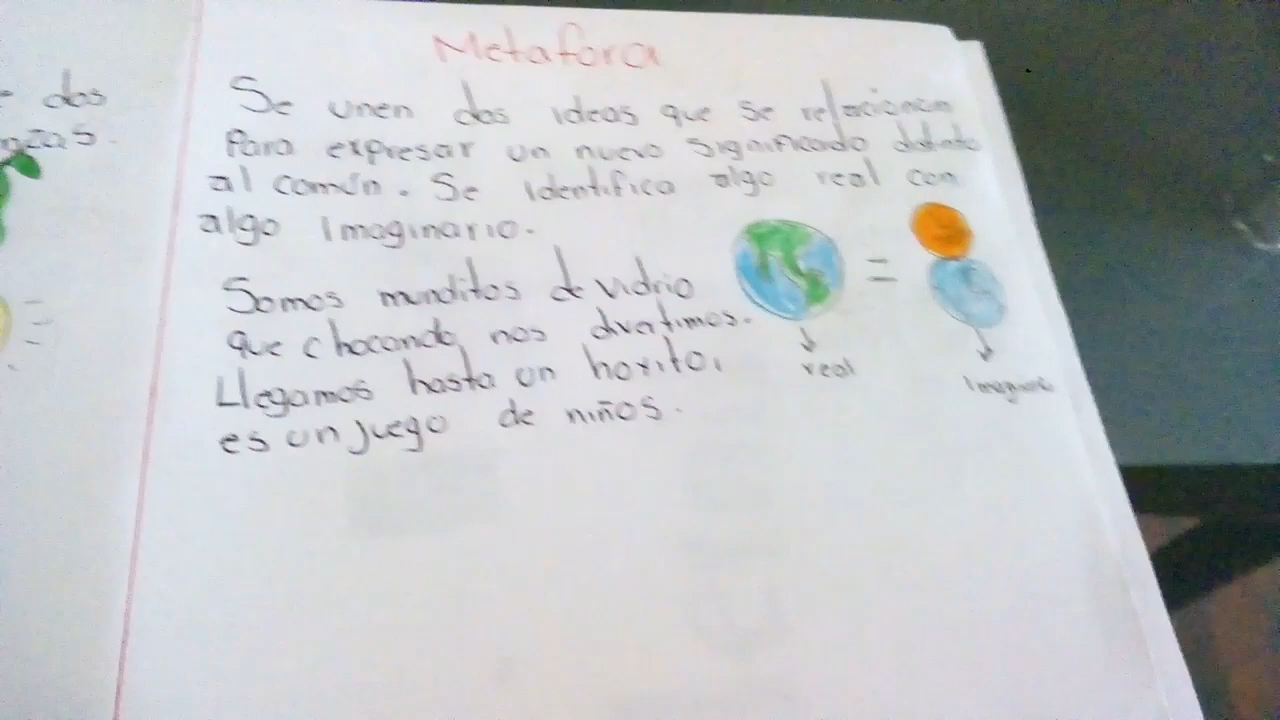 dos
Metafora
Se unen dos ideas que se relacionan
Para expresar un nuevo significado distinto
al común. Se identifica algo real con
algo imaginario.
Somos munditos de vidrio
que chocando nos divertimos.
Llegamos hasta un hoyito,
es un juego de niños.
=
real